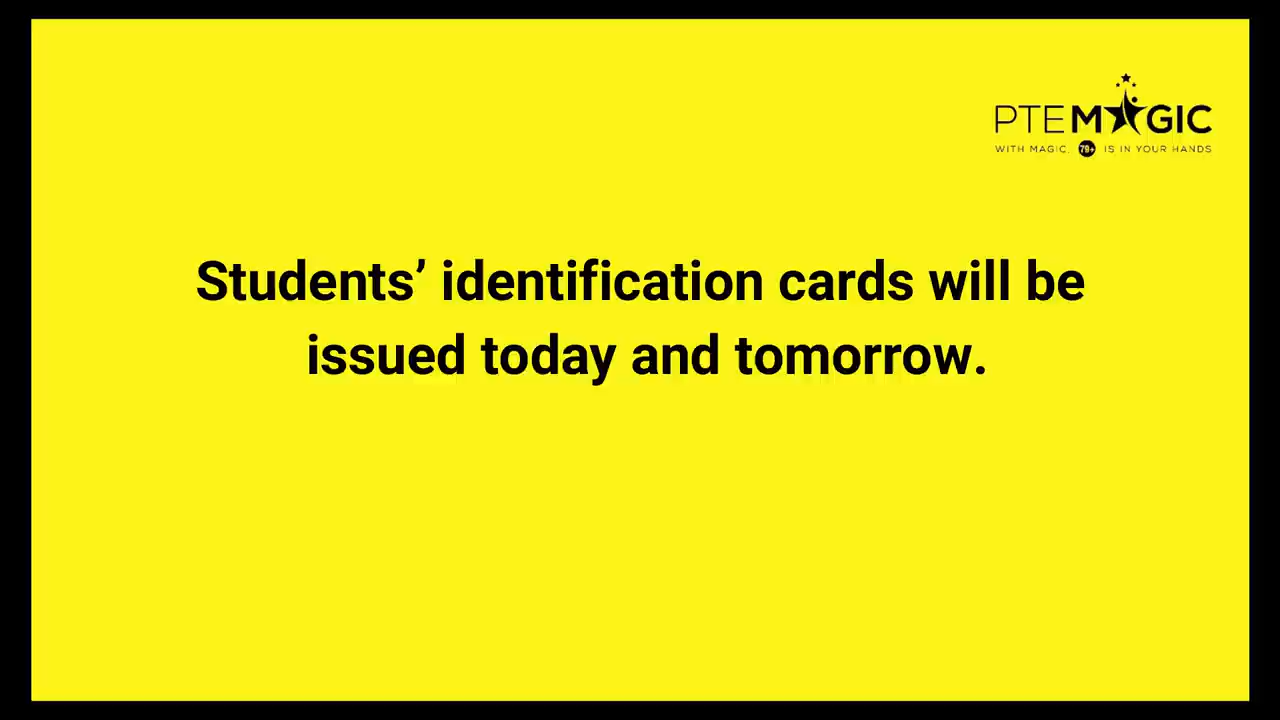 PTEMAGIC
WITH MAGIC, 79+ IS IN YOUR HANDS
Students’ identification cards will be
issued today and tomorrow.